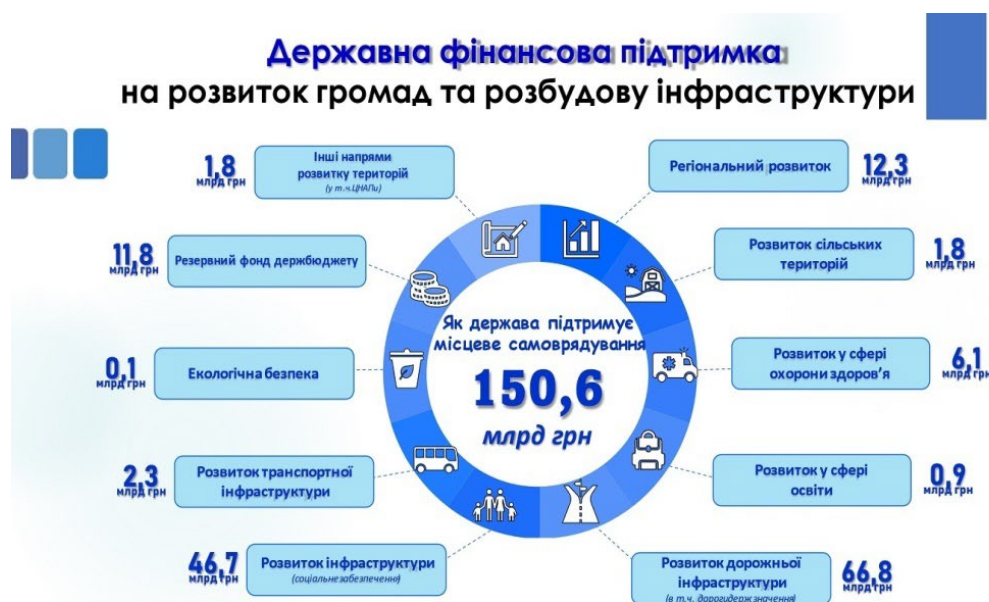 Державна фінансова підтримка
на розвиток громад та розбудову інфраструктури
1,8
млрд грн
Інші напрями
розвитку територій
(у т.ч.ЦНАПи)
Регіональний розвиток
12,3
млрд грн
11,8
млрд грн
Резервний фонд держбюджету
Розвиток сільських
територій
1,8
млрд грн
Як держава підтримує
місцеве самоврядування
150,6
млрд грн
0,1
млрд грн
Екологічна безпека
Розвиток у сфері
охорони здоров’я
6,1
млрд грн
2,3
млрд грн
Розвиток транспортної
інфраструктури
Розвиток у сфері
освіти
0,9
млрд грн
46,7
млрд грн
Розвиток інфраструктури
(соціальне забезпечення)
Розвиток дорожньої
інфраструктури
(в т.ч. дороги держ значення)
66,8
млрд грн